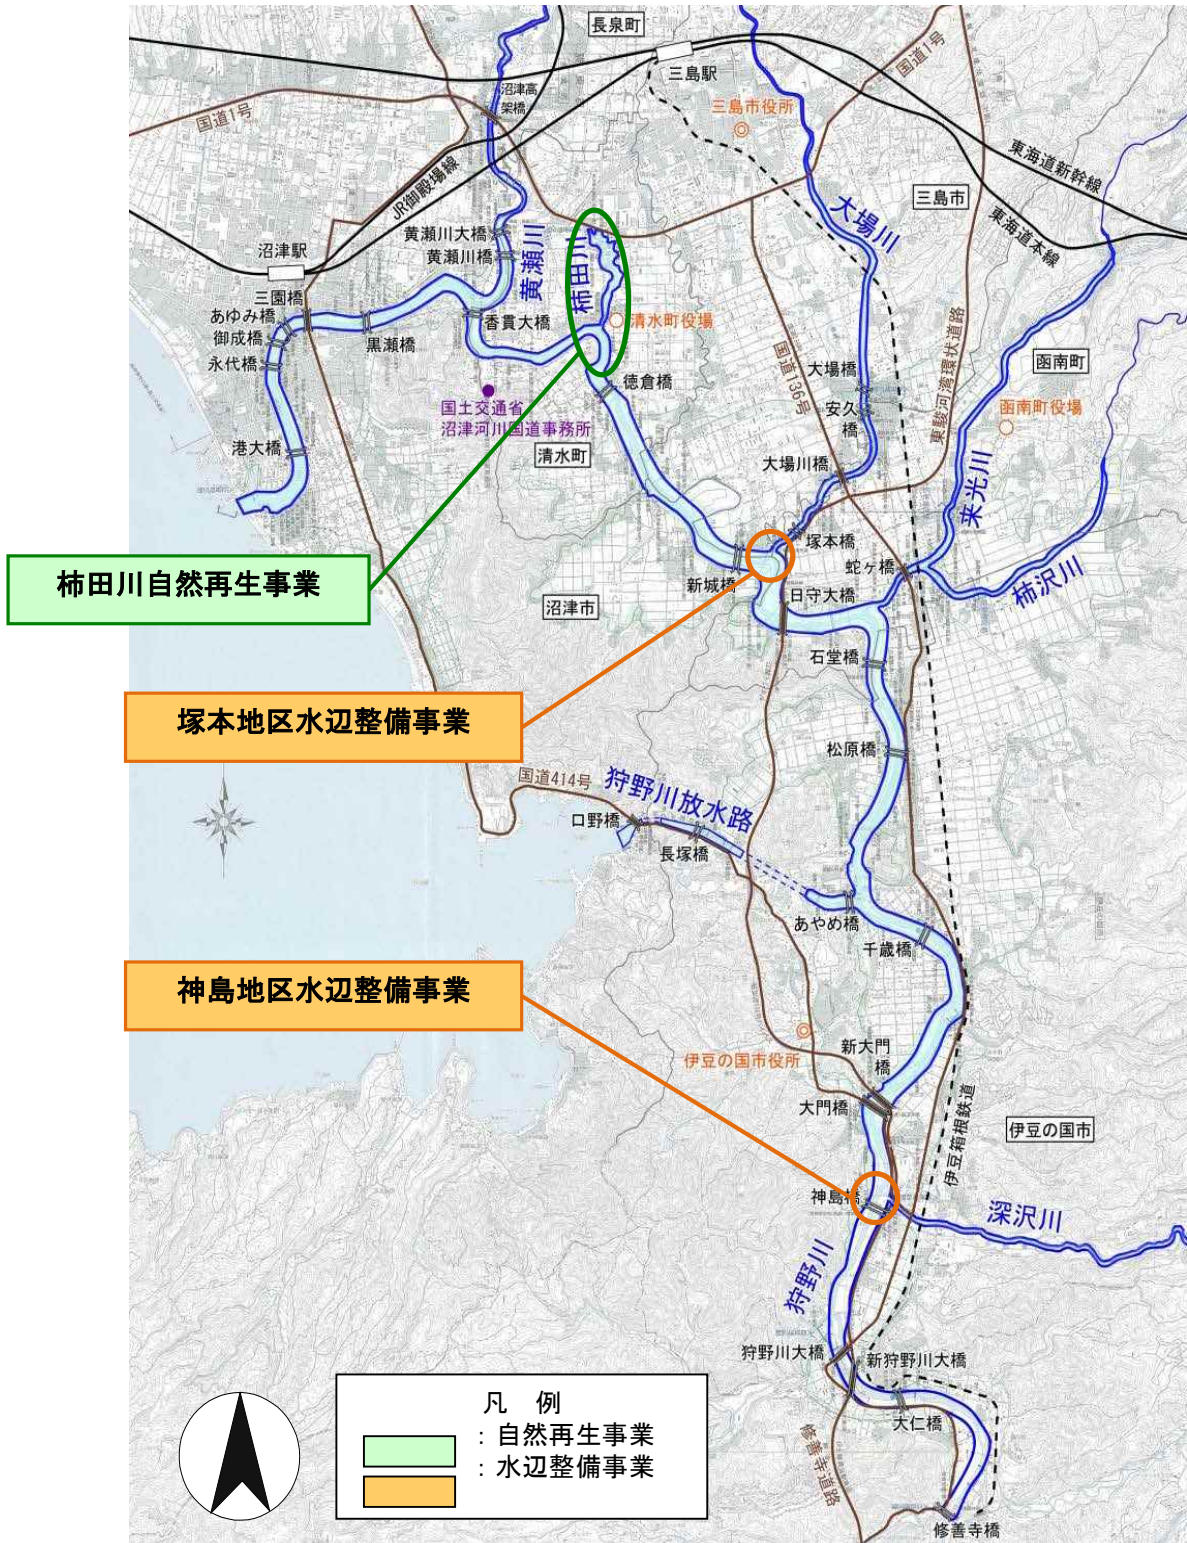 長泉町
三島駅
国道1号
沼津高
架橋
三島市役所
国道1号
JR御殿場線
東海道新幹線
三島市
東海道本線
大場川
黄瀬川大橋
黄瀬川橋
黄瀬川
柿田川
沼津駅
三園橋
あゆみ橋
御成橋
永代橋
黒瀬橋
香貫大橋
清水町役場
徳倉橋
国道136号
東駿河湾環状道路
函南町
大場橋
安久
橋
函南町役場
国土交通省
沼津河川国道事務所
清水町
港大橋
大場川橋
来光川
塚本橋
蛇ヶ橋
柿沢川
新城橋
日守大橋
柿田川自然再生事業
沼津市
石堂橋
塚本地区水辺整備事業
松原橋
国道414号
狩野川放水路
口野橋
長塚橋
あやめ橋
千歳橋
神島地区水辺整備事業
伊豆の国市役所
新大門
橋
大門橋
伊豆箱根鉄道
伊豆の国市
神島橋
深沢川
狩野川
狩野川大橋
新狩野川大橋
大仁橋
修善寺道路
修善寺橋
凡 例
：自然再生事業
：水辺整備事業